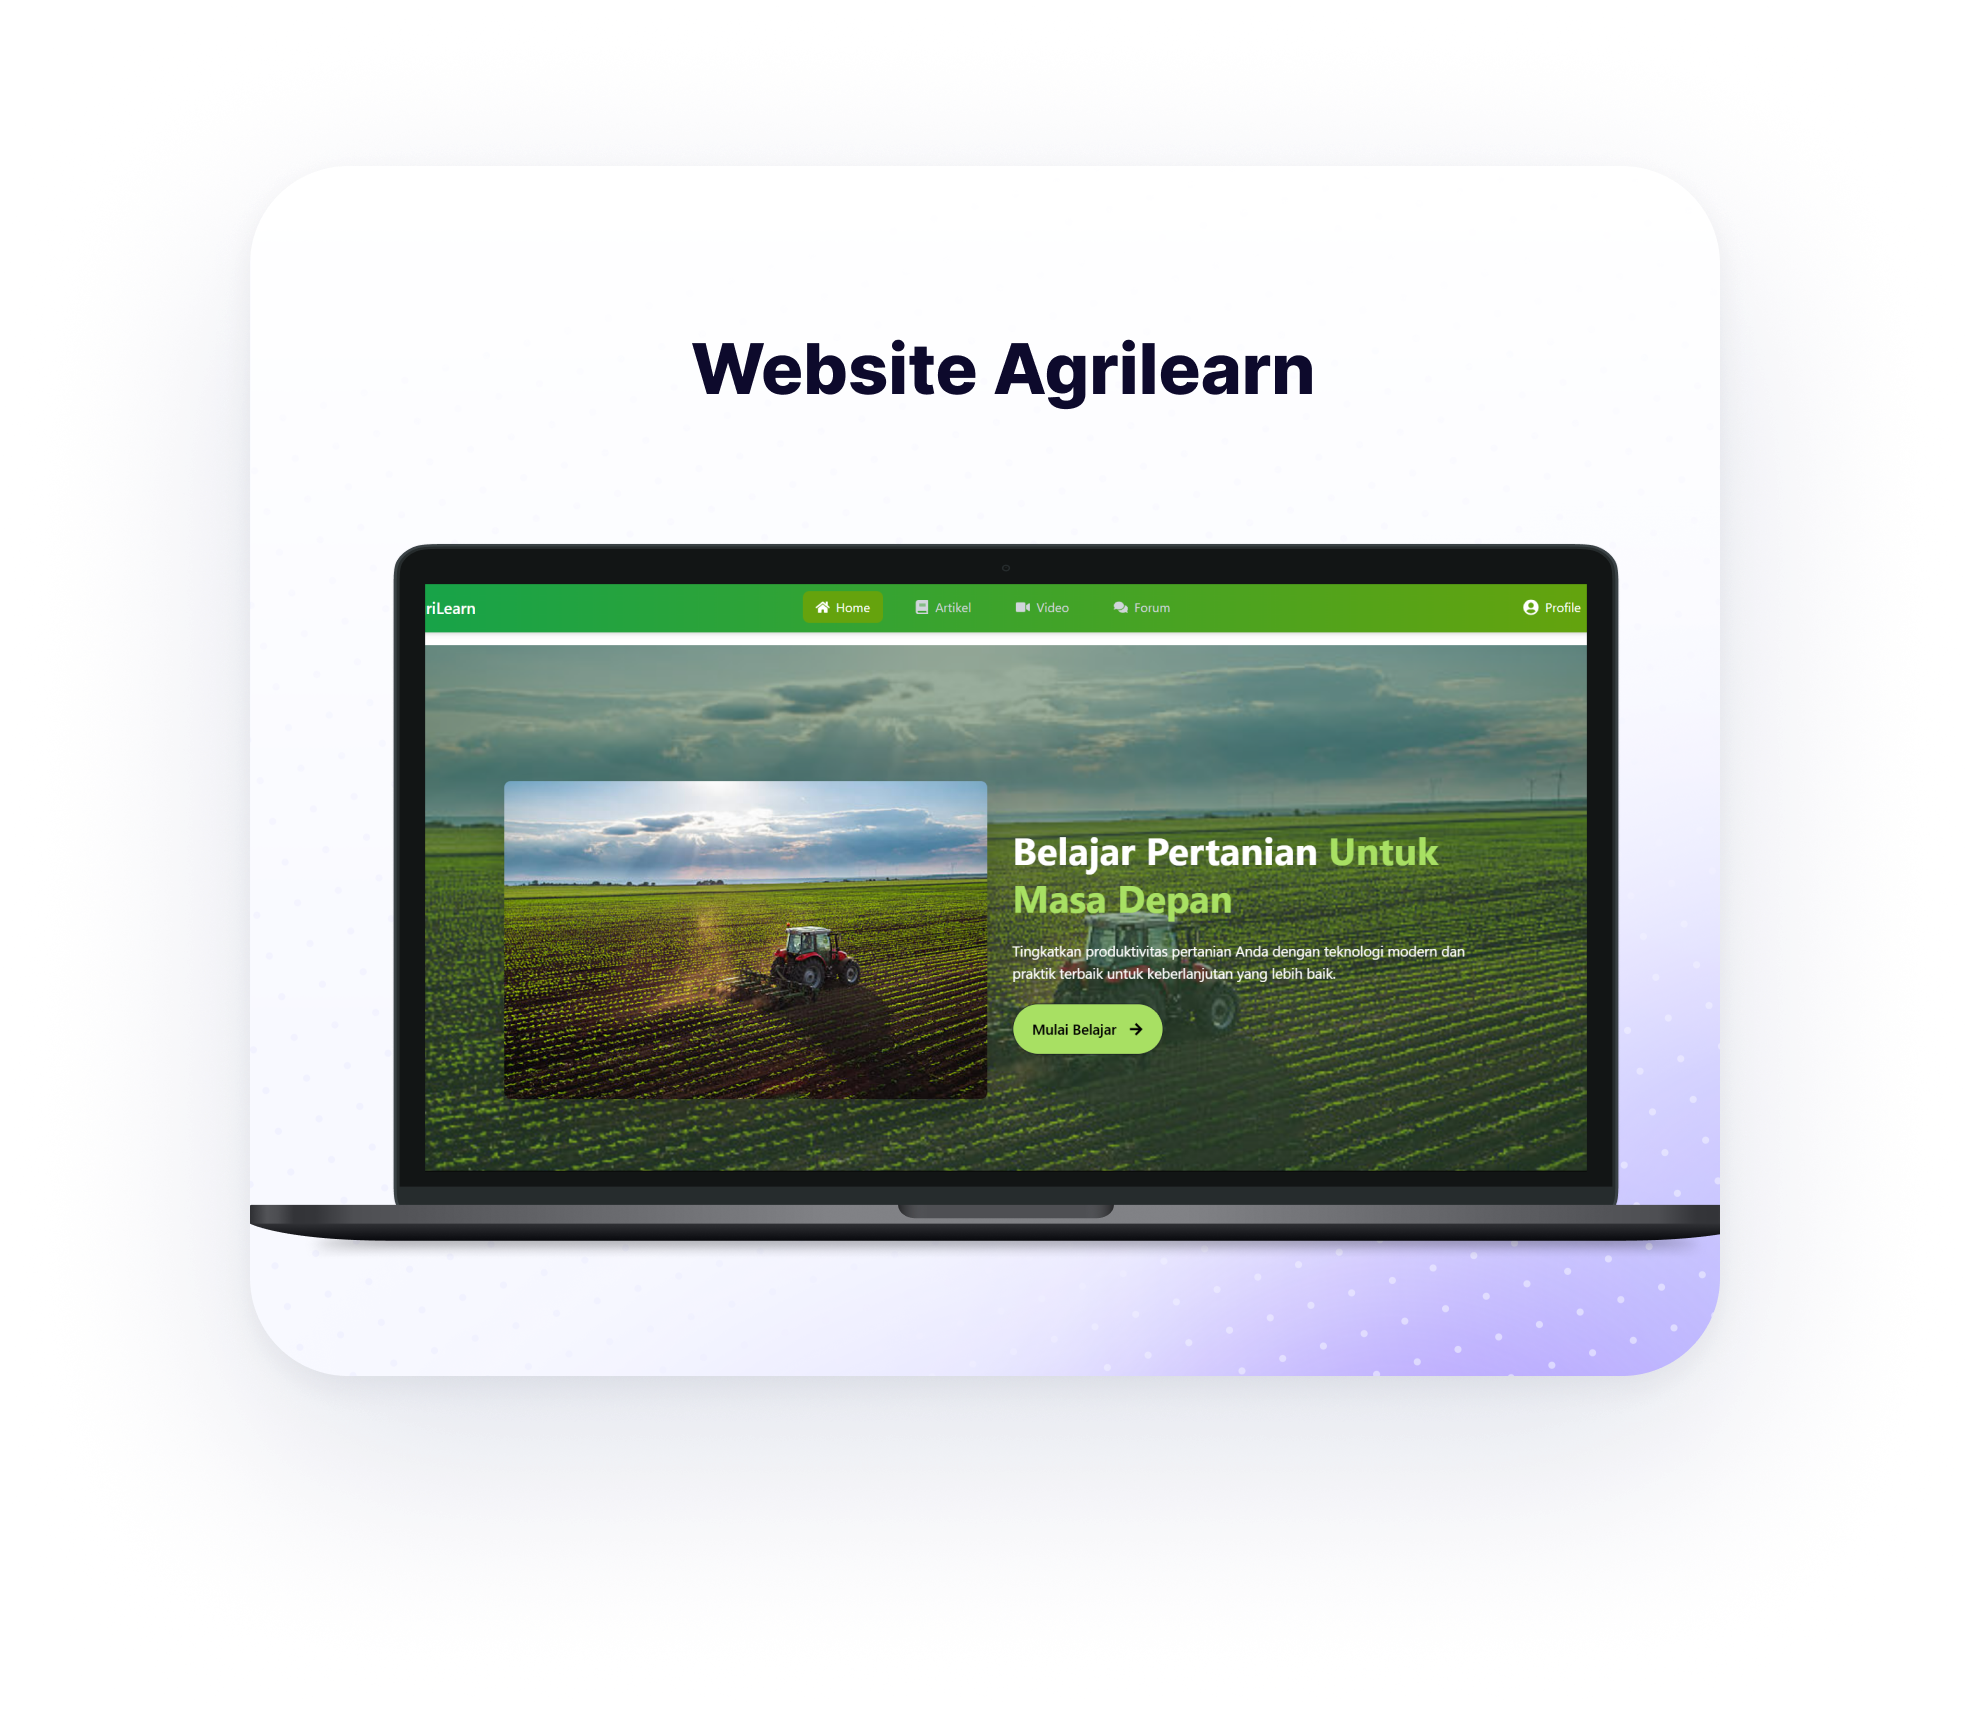 Website Agrilearn
riLearn
Home
Artikel
Video
Forum
Profile
Belajar Pertanian Untuk
Masa Depan
Tingkatkan produktivitas pertanian Anda dengan teknologi modern dan
praktik terbaik untuk keberlanjutan yang lebih baik.
Mulai Belajar